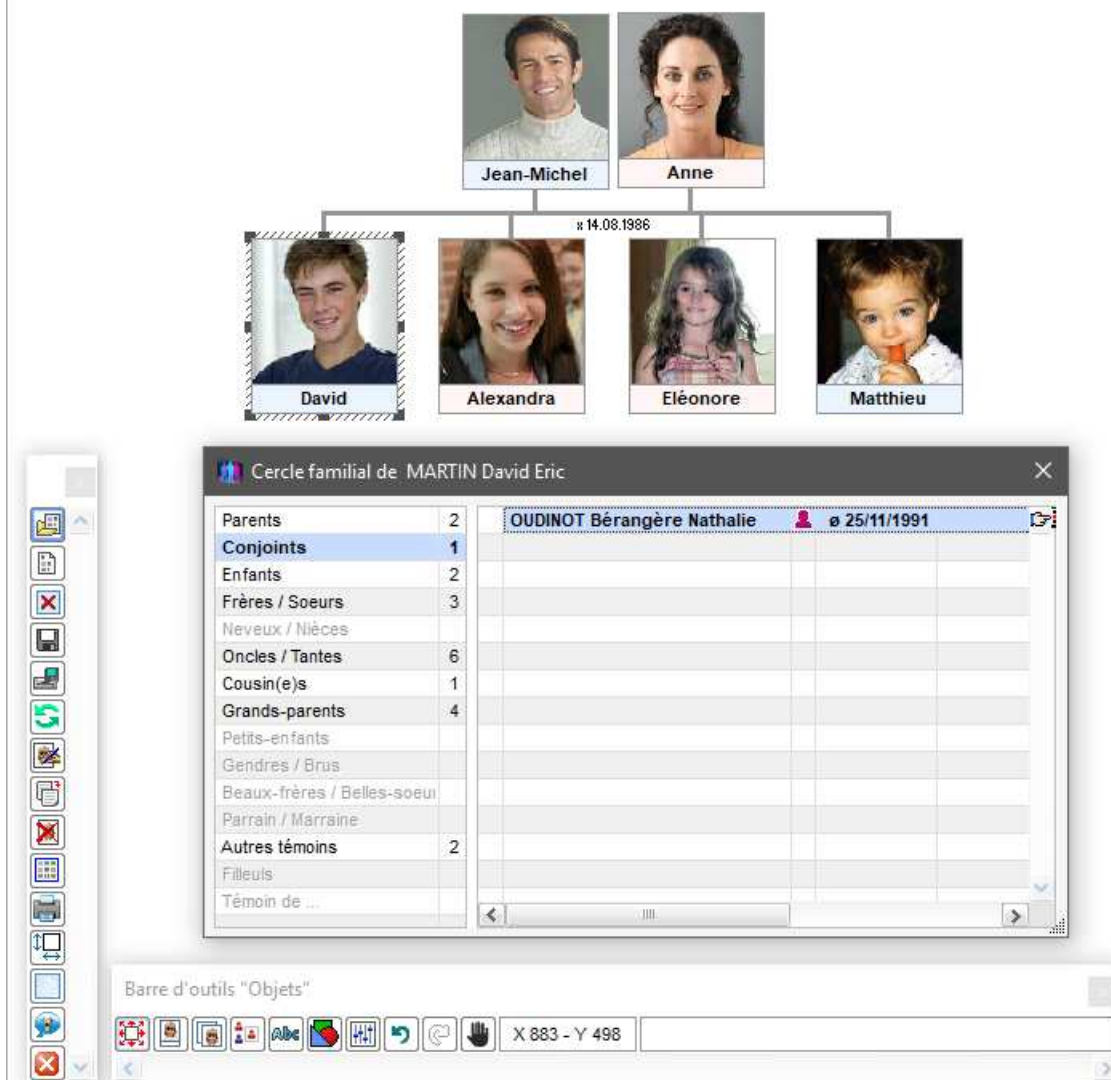 Jean-Michel
Anne
x 14.08.1986
David
Alexandra
Eléonore
Matthieu
Cercle familial de MARTIN David Eric
Parents 2
Conjoints 1
Enfants 2
Frères / Soeurs 3
Neveux / Nièces
Oncles / Tantes 6
Cousin(e)s 1
Grands-parents 4
Petits-enfants
Gendres / Brus
Beaux-frères / Belles-soeur
Parrain / Marraine
Autres témoins 2
Filleuls
Témoin de ...
OUDINOT Bérangère Nathalie ø 25/11/1991
Barre d'outils "Objets"
Abc
X 883 - Y 498